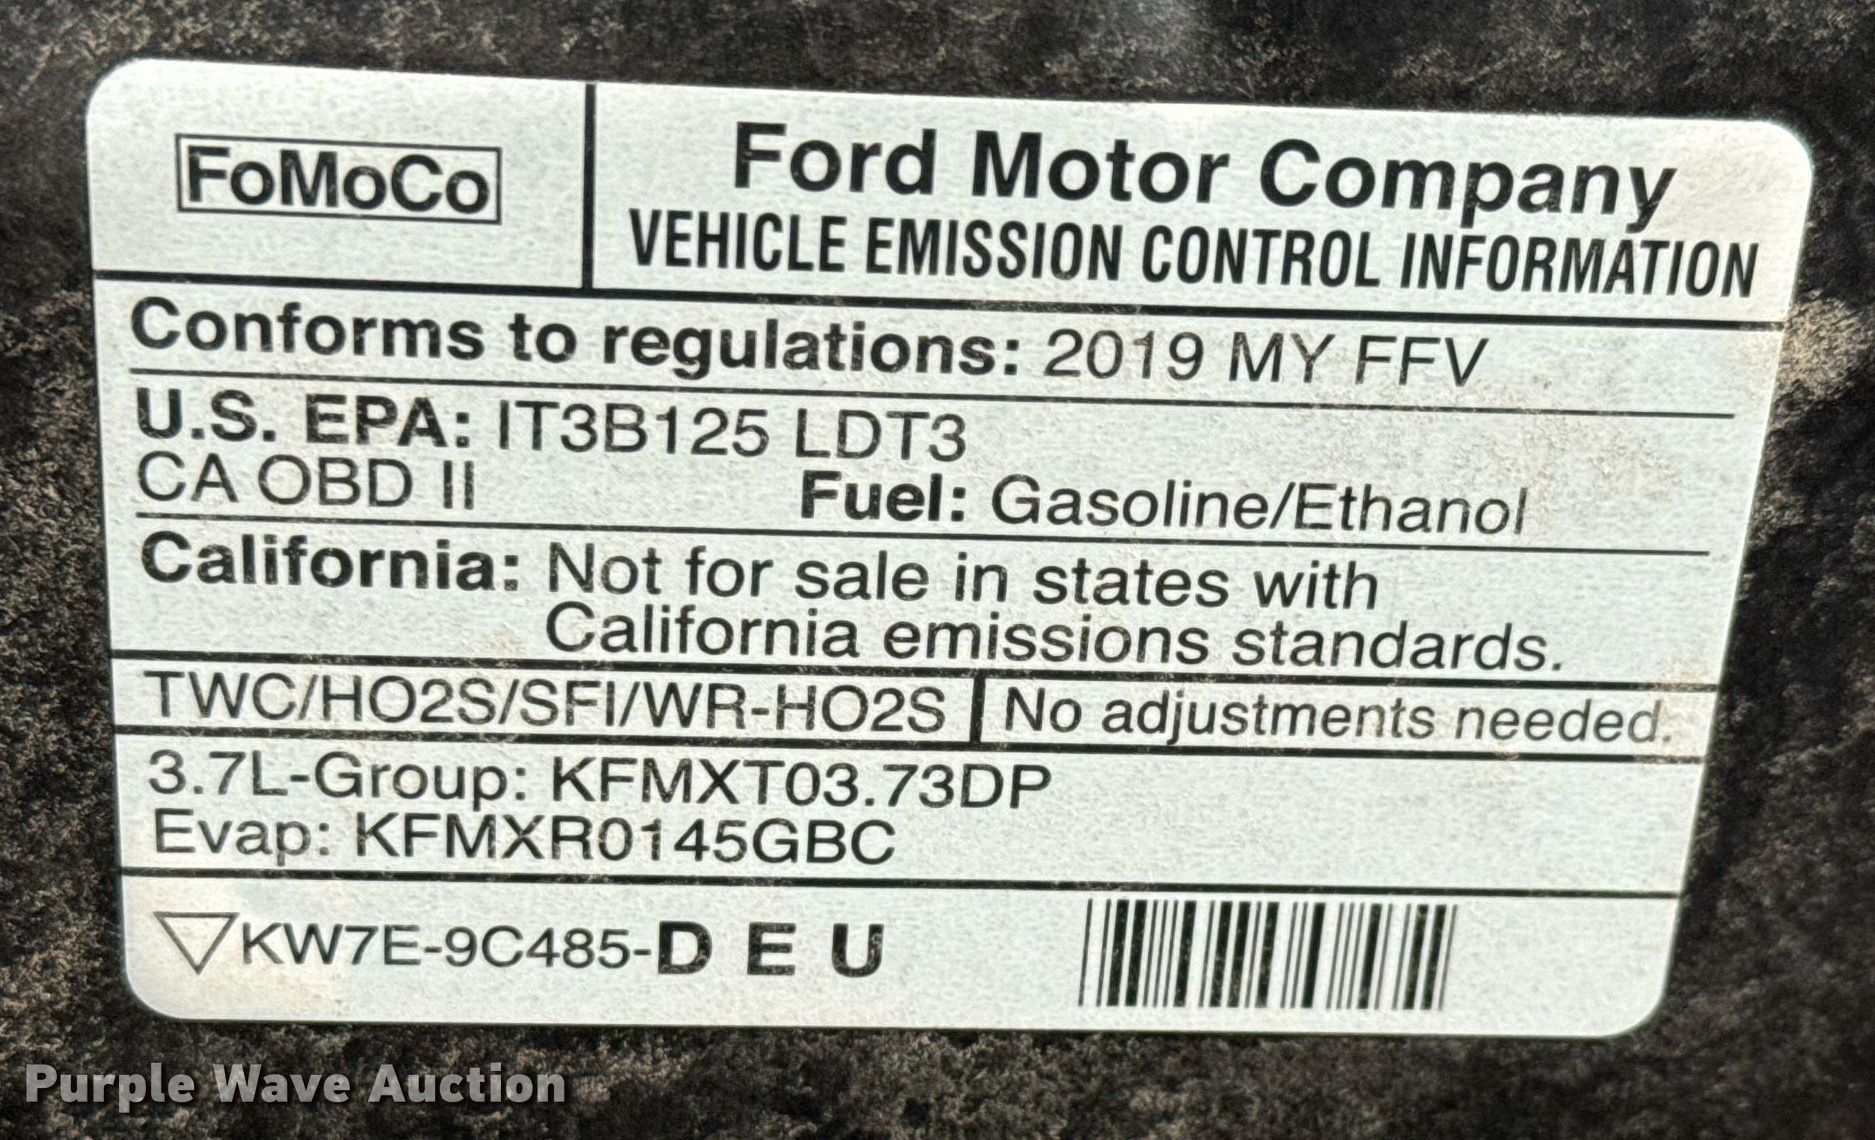 FoMoCo
Ford Motor Company
VEHICLE EMISSION CONTROL INFORMATION
Conforms to regulations: 2019 MY FFV
U.S. EPA: IT3B125 LDT3
CA OBD II Fuel: Gasoline/Ethanol
California: Not for sale in states with
California emissions standards.
TWC/HO2S/SFI/WR-HO2S No adjustments needed.
3.7L-Group: KFMXT03.73DP
Evap: KFMXR0145GBC
KW7E-9C485-D E U
Purple Wave Auction